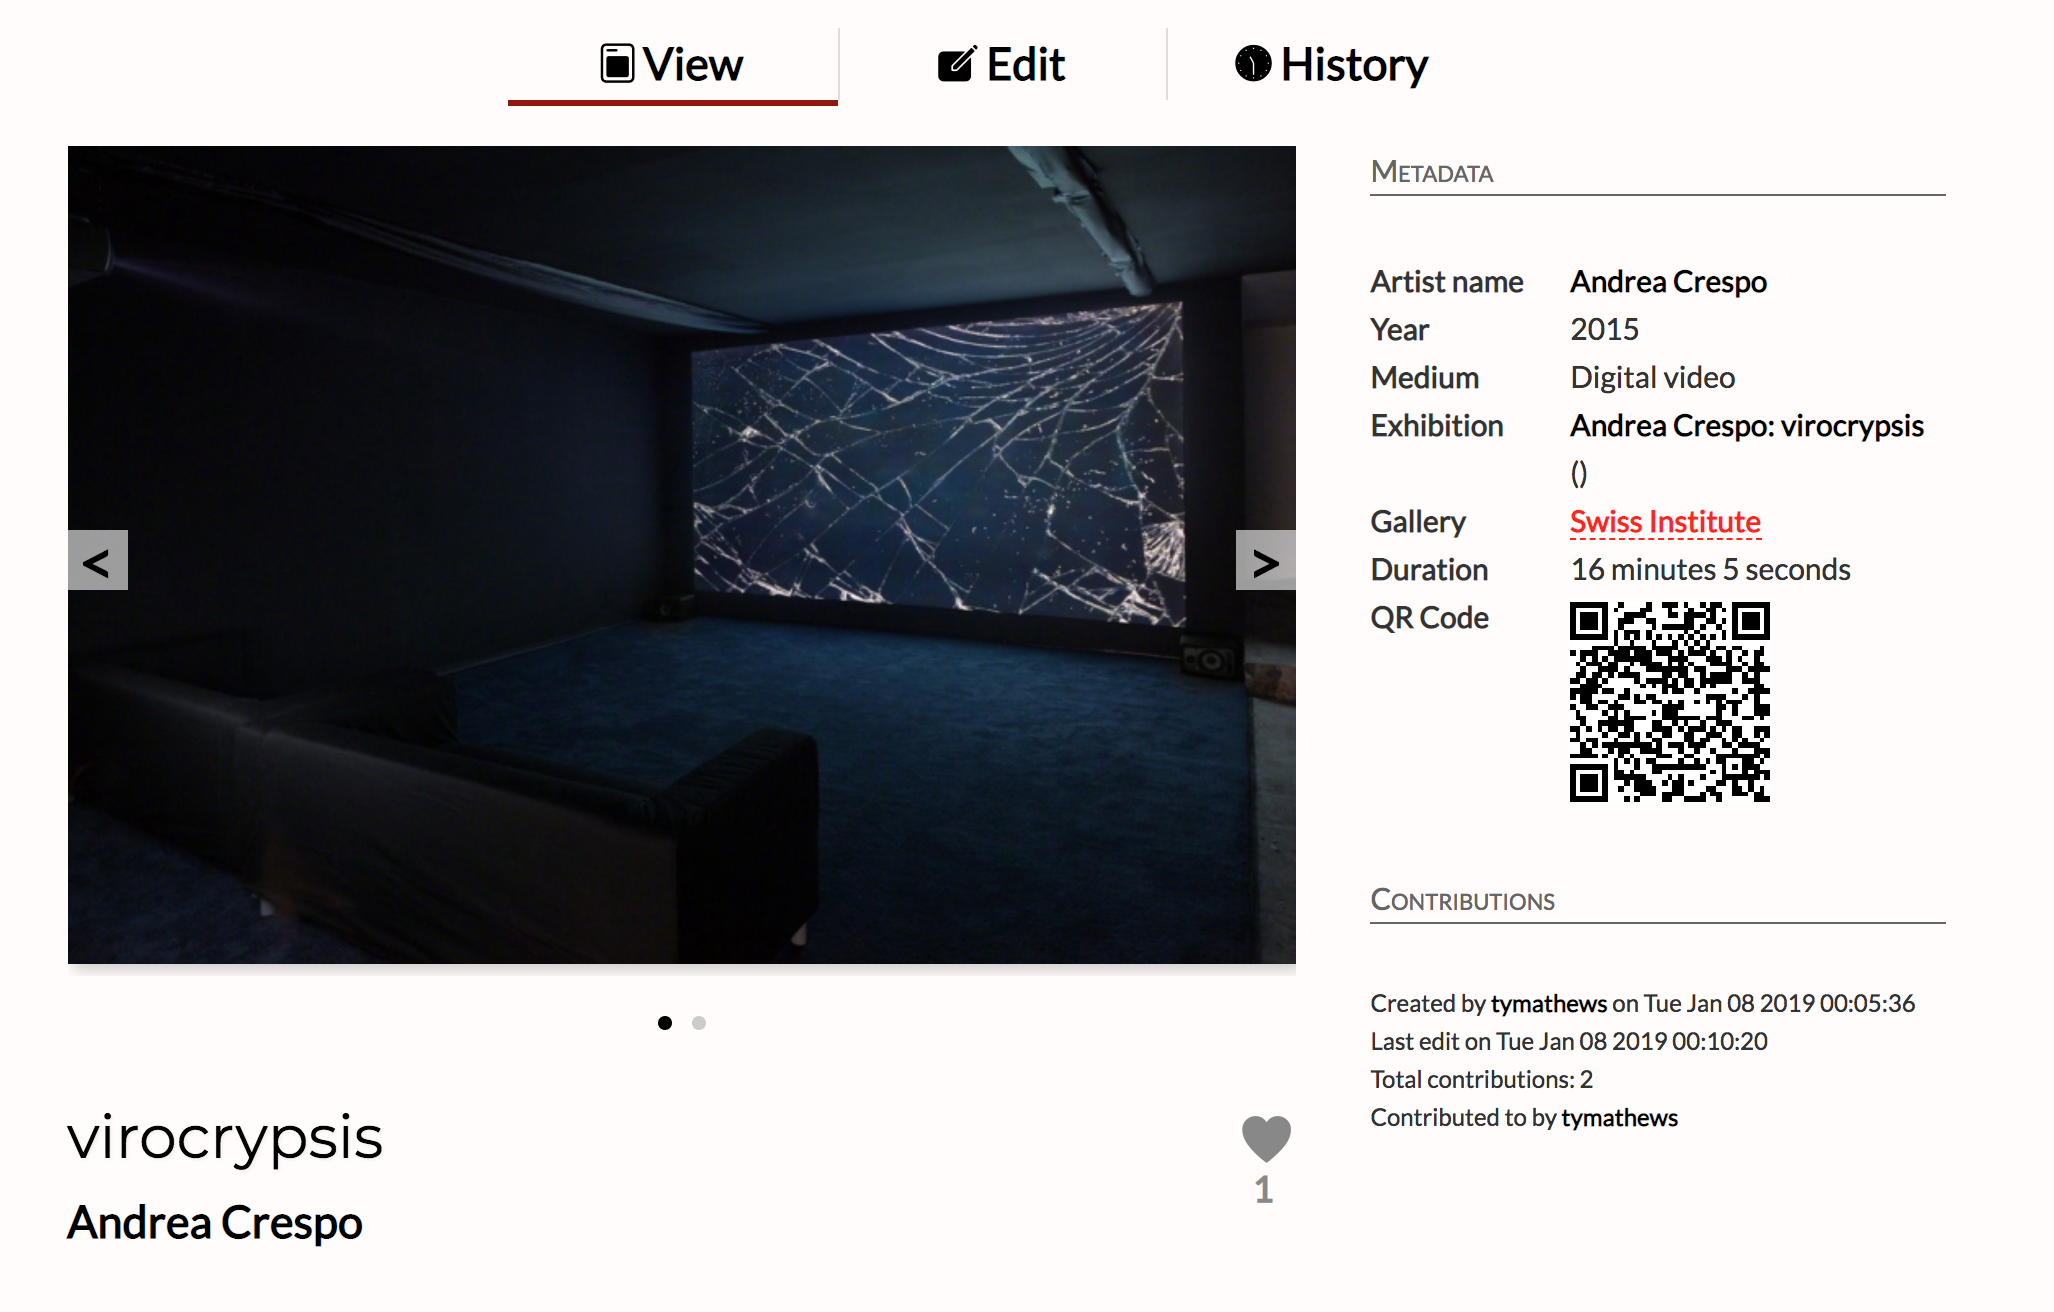 View
Edit
History
<
>
virocrypsis
Andrea Crespo
1
Metadata
Artist name Andrea Crespo
Year 2015
Medium Digital video
Exhibition Andrea Crespo: virocrypsis
()
Gallery Swiss Institute
Duration 16 minutes 5 seconds
QR Code
Contributions
Created by tymathews on Tue Jan 08 2019 00:05:36
Last edit on Tue Jan 08 2019 00:10:20
Total contributions: 2
Contributed to by tymathews